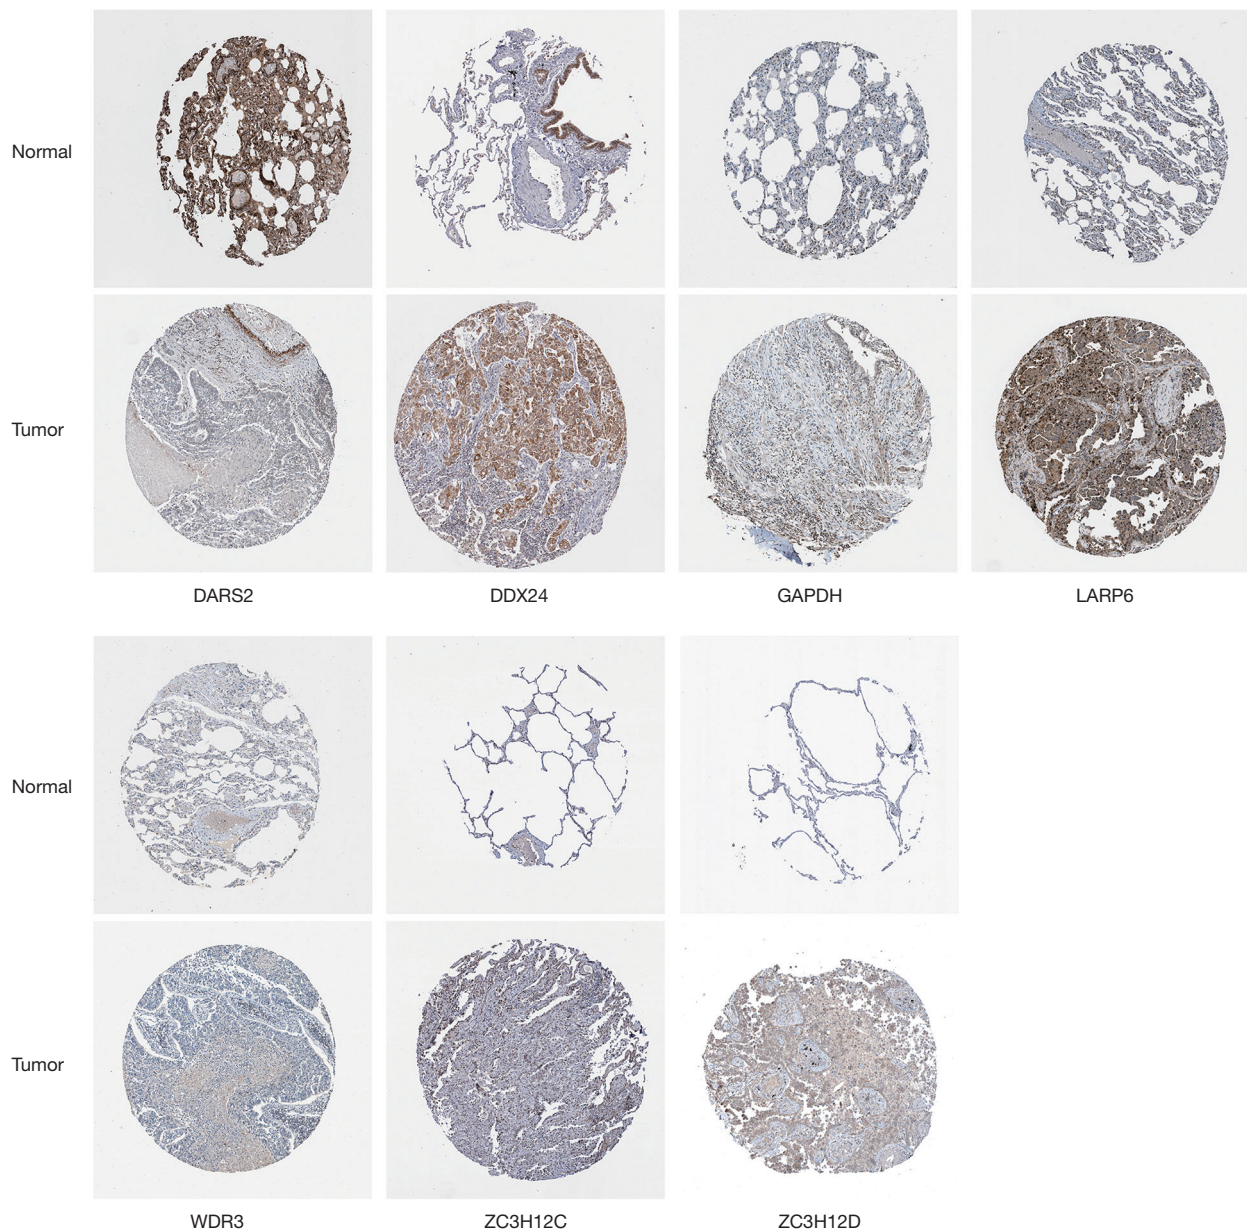 Normal
Tumor
DARS2 DDX24 GAPDH LARP6
Normal
Tumor
WDR3 ZC3H12C ZC3H12D